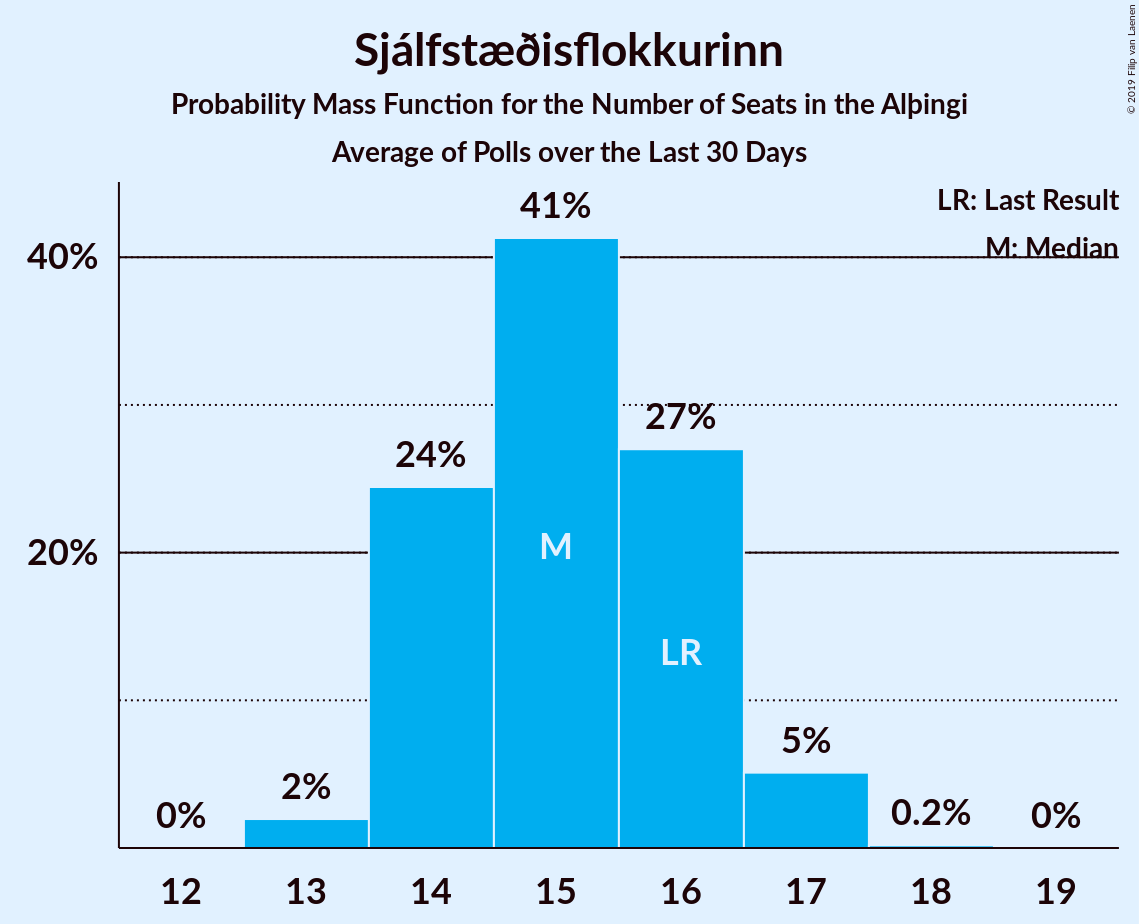 Sjálfstæðisflokkurinn
Probability Mass Function for the Number of Seats in the Alþingi
Average of Polls over the Last 30 Days
© 2019 Filip van Laenen
LR: Last Result
M: Median
40%
20%
0%
2%
24%
41%
27%
5%
0.2%
0%
M
LR
12 13 14 15 16 17 18 19